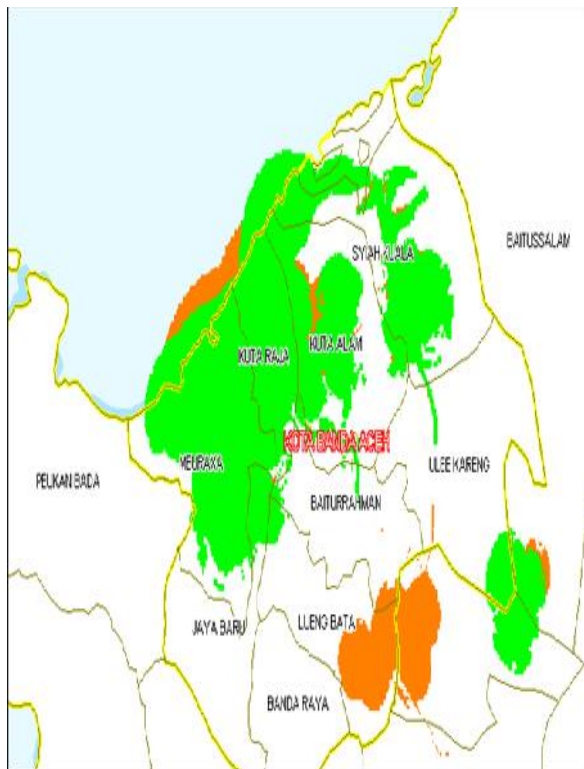 BAITUSSALAM
SYIAH KUALA
KUTA RAJA
KUTA ALAM
KOTA BANDA ACEH
MEURAXA
PEUKAN BADA
ULEE KARENG
BAITURRAHMAN
JAYA BARU
LUENG BATA
BANDA RAYA